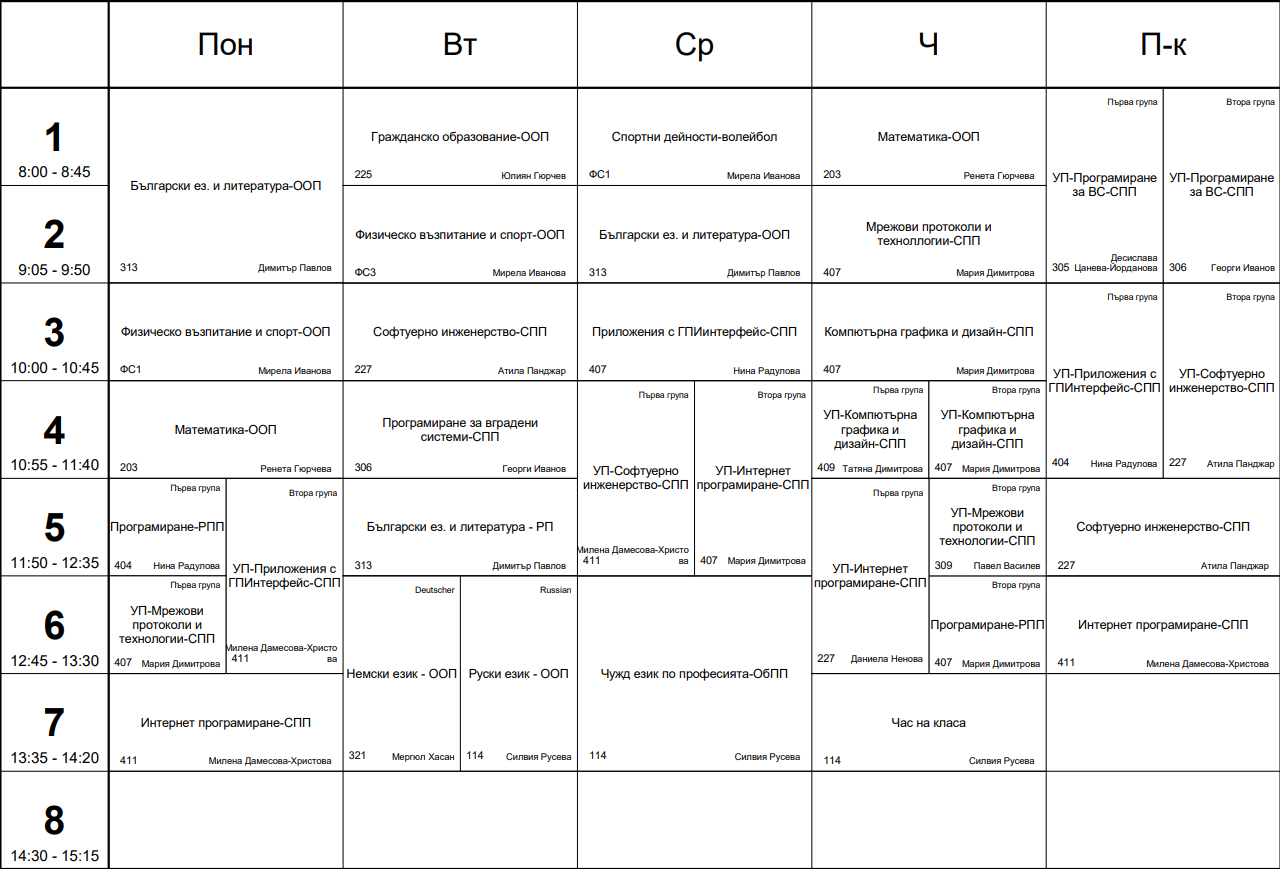 Пон
Вт
Ср
Ч
П-к
1
8:00 - 8:45
Български ез. и литература-ООП
313
Димитър Павлов
Гражданско образование-ООП
225
Юлиян Гюрчев
Спортни дейности-волейбол
ФС1
Мирела Иванова
Математика-ООП
203
Ренета Гюрчева
Първа група
УП-Програмиране
за ВС-СПП
Десислава
305 Цанева-Йорданова
Втора група
УП-Програмиране
за ВС-СПП
306
Георги Иванов
2
9:05 - 9:50
Физическо възпитание и спорт-ООП
ФС3
Мирела Иванова
Български ез. и литература-ООП
313
Димитър Павлов
Мрежови протоколи и
техноллогии-СПП
407
Мария Димитрова
3
10:00 - 10:45
Физическо възпитание и спорт-ООП
ФС1
Мирела Иванова
Софтуерно инженерство-СПП
227
Атила Панджар
Приложения с ГПИинтерфейс-СПП
407
Нина Радулова
Компютърна графика и дизайн-СПП
407
Мария Димитрова
Първа група
УП-Приложения с
ГПИнтерфейс-СПП
404
Нина Радулова
Втора група
УП-Софтуерно
инженерство-СПП
227
Атила Панджар
4
10:55 - 11:40
Математика-ООП
203
Ренета Гюрчева
Програмиране за вградени
системи-СПП
306
Георги Иванов
Първа група
УП-Софтуерно
инженерство-СПП
Милена Дамесова-Христо
411
ва
Втора група
УП-Интернет
програмиране-СПП
407
Мария Димитрова
Първа група
УП-Компютърна
графика и
дизайн-СПП
409
Татяна Димитрова
Втора група
УП-Компютърна
графика и
дизайн-СПП
407
Мария Димитрова
5
11:50 - 12:35
Първа група
Програмиране-РПП
404
Нина Радулова
Втора група
УП-Приложения с
ГПИнтерфейс-СПП
Милена Дамесова-Христо
411
ва
Български ез. и литература - РП
313
Димитър Павлов
Първа група
УП-Интернет
програмиране-СПП
227
Даниела Ненова
Втора група
УП-Мрежови
протоколи и
технологии-СПП
309
Павел Василев
Софтуерно инженерство-СПП
227
Атила Панджар
6
12:45 - 13:30
Първа група
УП-Мрежови
протоколи и
технологии-СПП
407
Мария Димитрова
Deutscher
Немски език - ООП
321
Мергюл Хасан
Russian
Руски език - ООП
114
Силвия Русева
Чужд език по професията-ОбПП
114
Силвия Русева
Втора група
Програмиране-РПП
407
Мария Димитрова
Интернет програмиране-СПП
411
Милена Дамесова-Христова
7
13:35 - 14:20
Интернет програмиране-СПП
411
Милена Дамесова-Христова
Час на класа
114
Силвия Русева
8
14:30 - 15:15